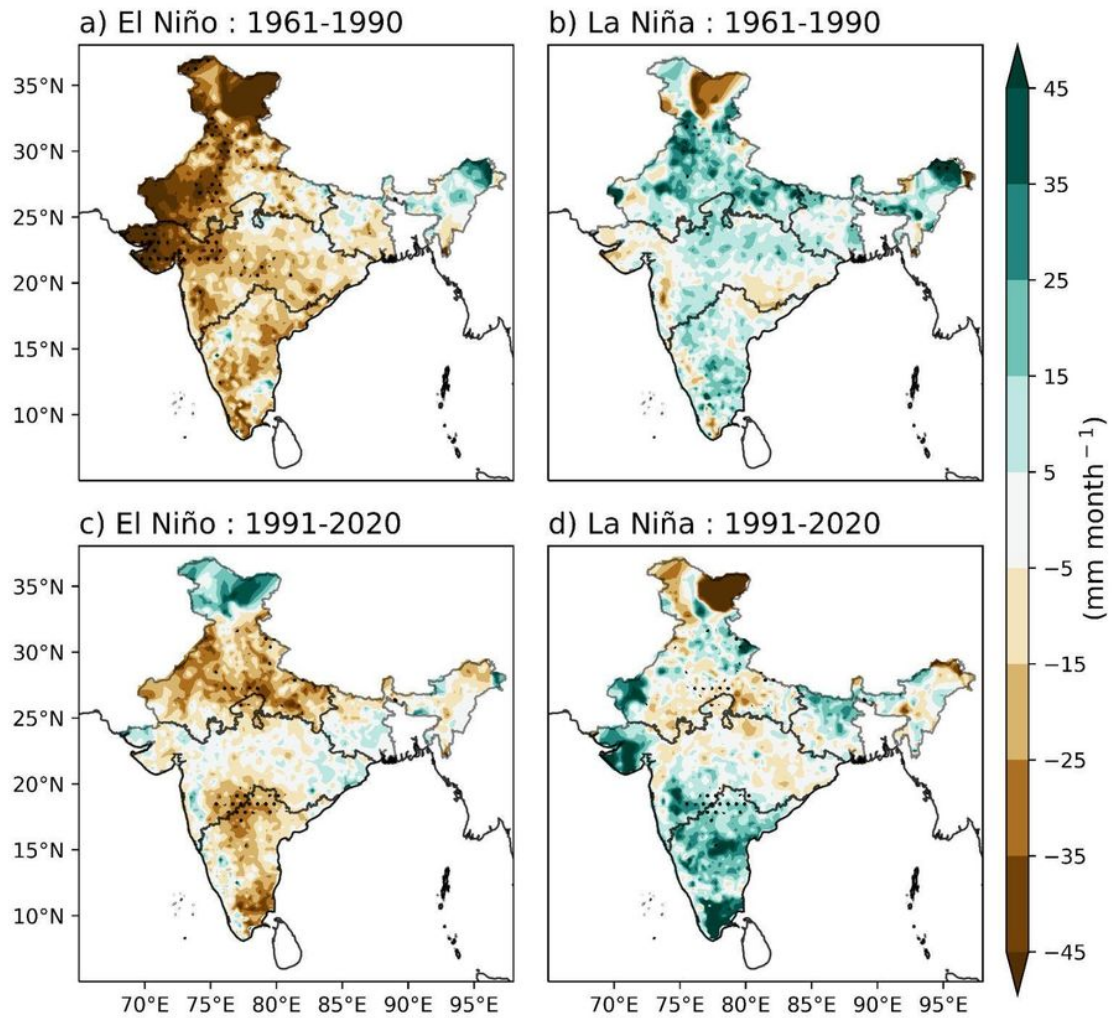 a) El Niño : 1961-1990
b) La Niña : 1961-1990
35°N
30°N
25°N
20°N
15°N
10°N
c) El Niño : 1991-2020
d) La Niña : 1991-2020
35°N
30°N
25°N
20°N
15°N
10°N
70°E 75°E 80°E 85°E 90°E 95°E
70°E 75°E 80°E 85°E 90°E 95°E
45
35
25
15
5
−5
−15
−25
−35
−45
(mm month⁻¹)